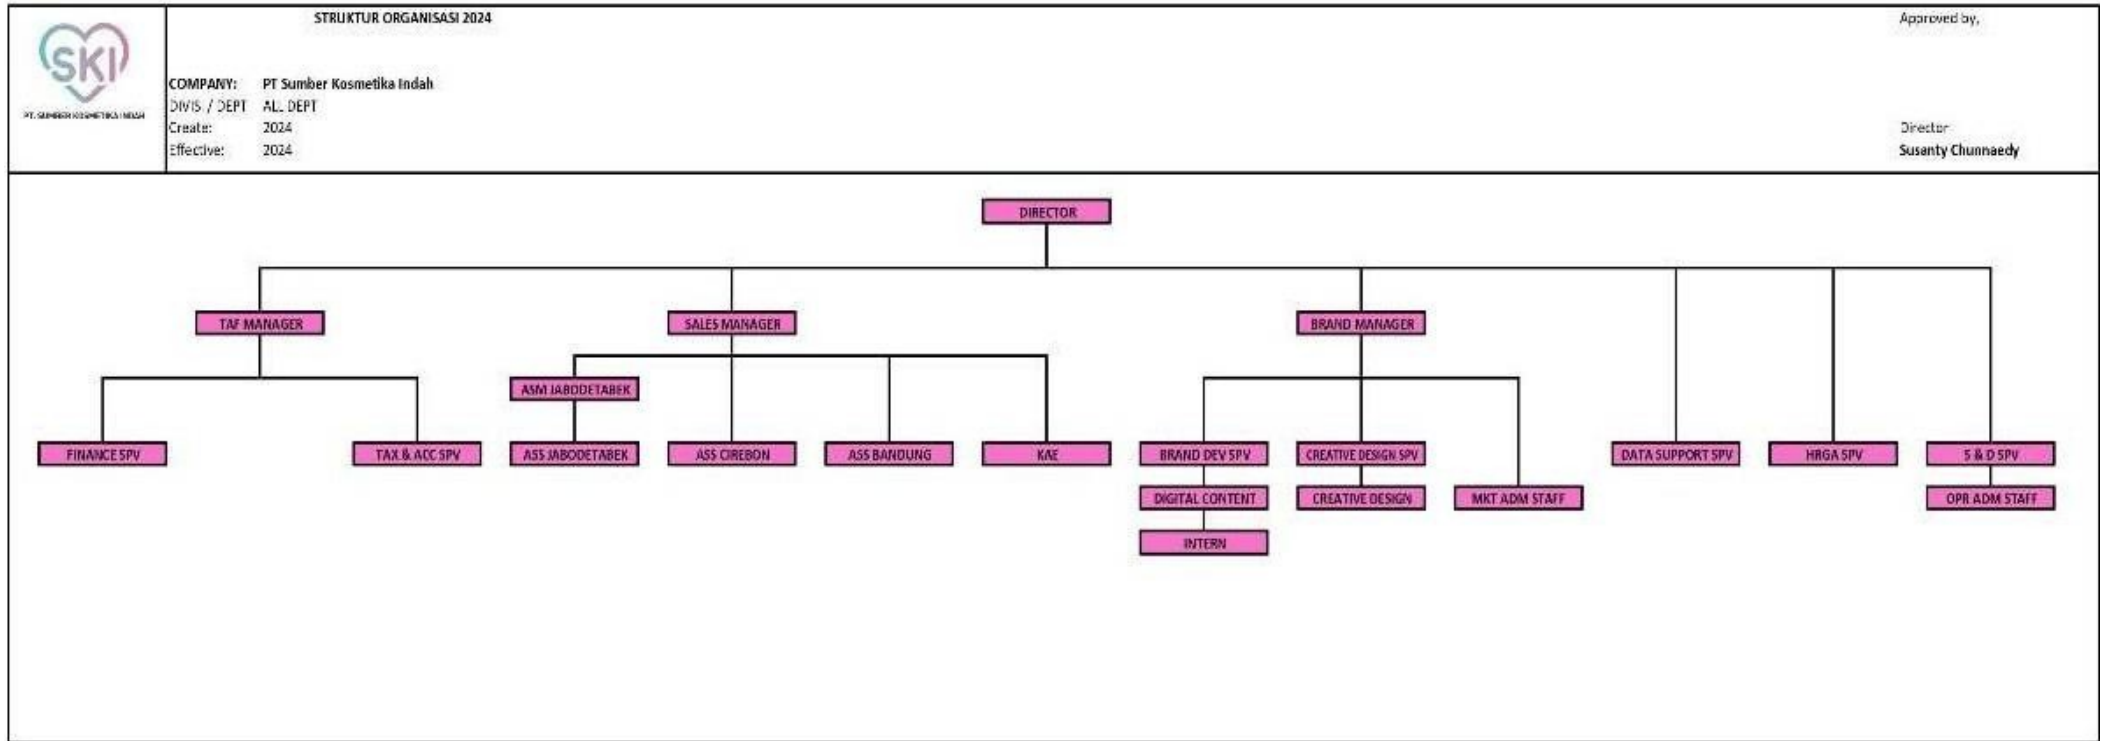 STRUKTUR ORGANISASI 2024
Approved by,
SKI
PT. SUMBER KOSMETIKA INDAH
COMPANY: PT Sumber Kosmetika Indah
DIVIS / DEPT ALL DEPT
Create: 2024
Effective: 2024
Director
Susanty Chunnaedy
DIRECTOR
TAF MANAGER
SALES MANAGER
BRAND MANAGER
ASM JABODETABEK
FINANCE SPV
TAX & ACC SPV
ASS JABODETABEK
ASS CIREBON
ASS BANDUNG
KAE
BRAND DEV SPV
CREATIVE DESIGN SPV
DATA SUPPORT SPV
HRGA SPV
S & D SPV
DIGITAL CONTENT
CREATIVE DESIGN
MKT ADM STAFF
OPR ADM STAFF
INTERN